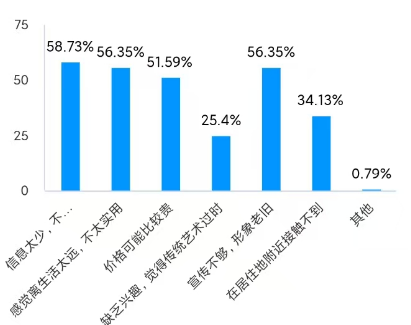 75
50
25
0
58.73%
56.35%
51.59%
25.4%
56.35%
34.13%
0.79%
信息太少，不...
感觉离生活太远，不太实用
价格可能比较贵
缺乏兴趣，觉得传统艺术过时
宣传不够，形象老旧
在居住地附近接触不到
其他